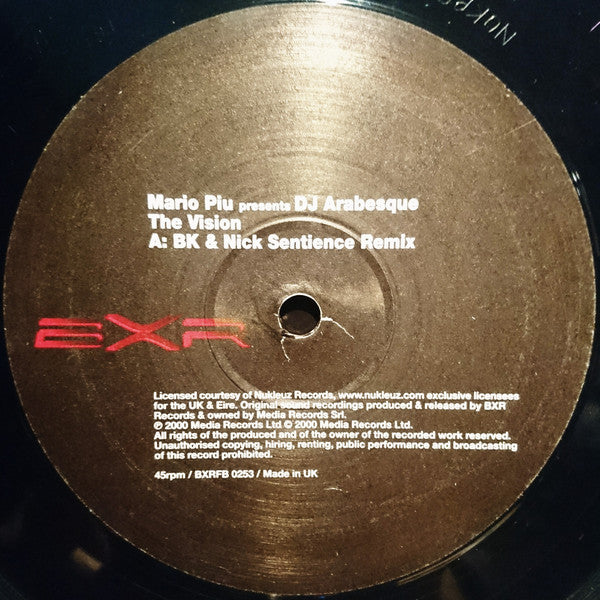 Mario Piu presents DJ Arabesque
The Vision
A: BK & Nick Sentience Remix
BXR
Licensed courtesy of Nukleuz Records, www.nukleuz.com exclusive licensees
for the UK & Eire. Original sound recordings produced & released by BXR
Records & owned by Media Records Srl.
℗ 2000 Media Records Ltd © 2000 Media Records Ltd.
All rights of the produced and of the owner of the recorded work reserved.
Unauthorised copying, hiring, renting, public performance and broadcasting
of this record prohibited.
45rpm / BXRFB 0253 / Made in UK